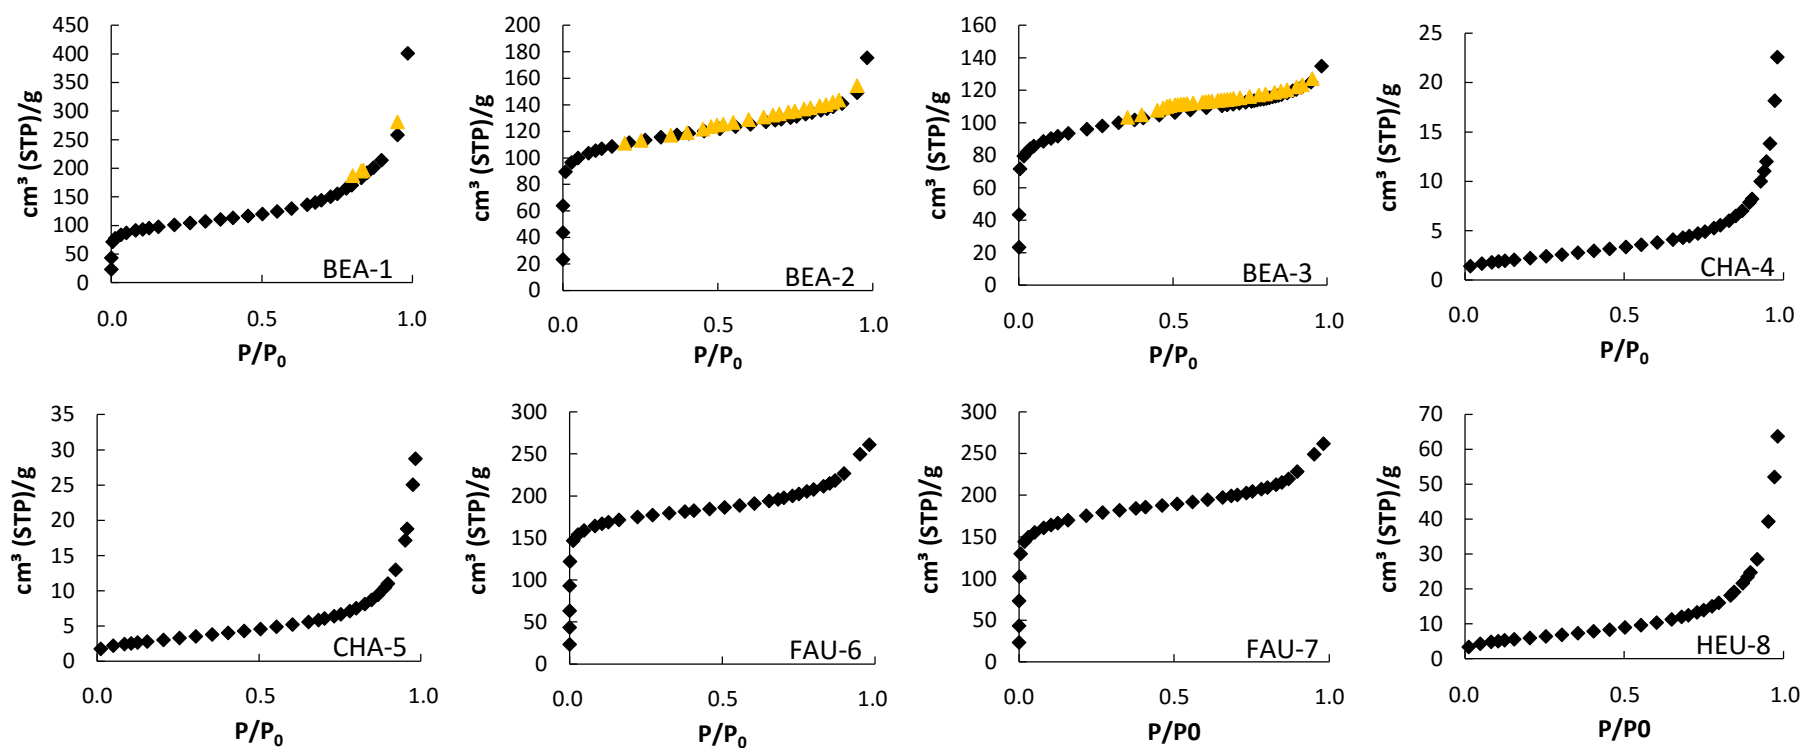 450
400
350
300
250
200
150
100
50
0
cm³ (STP)/g
BEA-1
0.0 0.5 1.0
P/P₀
200
180
160
140
120
100
80
60
40
20
0
cm³ (STP)/g
BEA-2
0.0 0.5 1.0
P/P₀
160
140
120
100
80
60
40
20
0
cm³ (STP)/g
BEA-3
0.0 0.5 1.0
P/P₀
25
20
15
10
5
0
cm³ (STP)/g
CHA-4
0.0 0.5 1.0
P/P₀
35
30
25
20
15
10
5
0
cm³ (STP)/g
CHA-5
0.0 0.5 1.0
P/P₀
300
250
200
150
100
50
0
cm³ (STP)/g
FAU-6
0.0 0.5 1.0
P/P₀
300
250
200
150
100
50
0
cm³ (STP)/g
FAU-7
0.0 0.5 1.0
P/P0
70
60
50
40
30
20
10
0
cm³ (STP)/g
HEU-8
0.0 0.5 1.0
P/P0